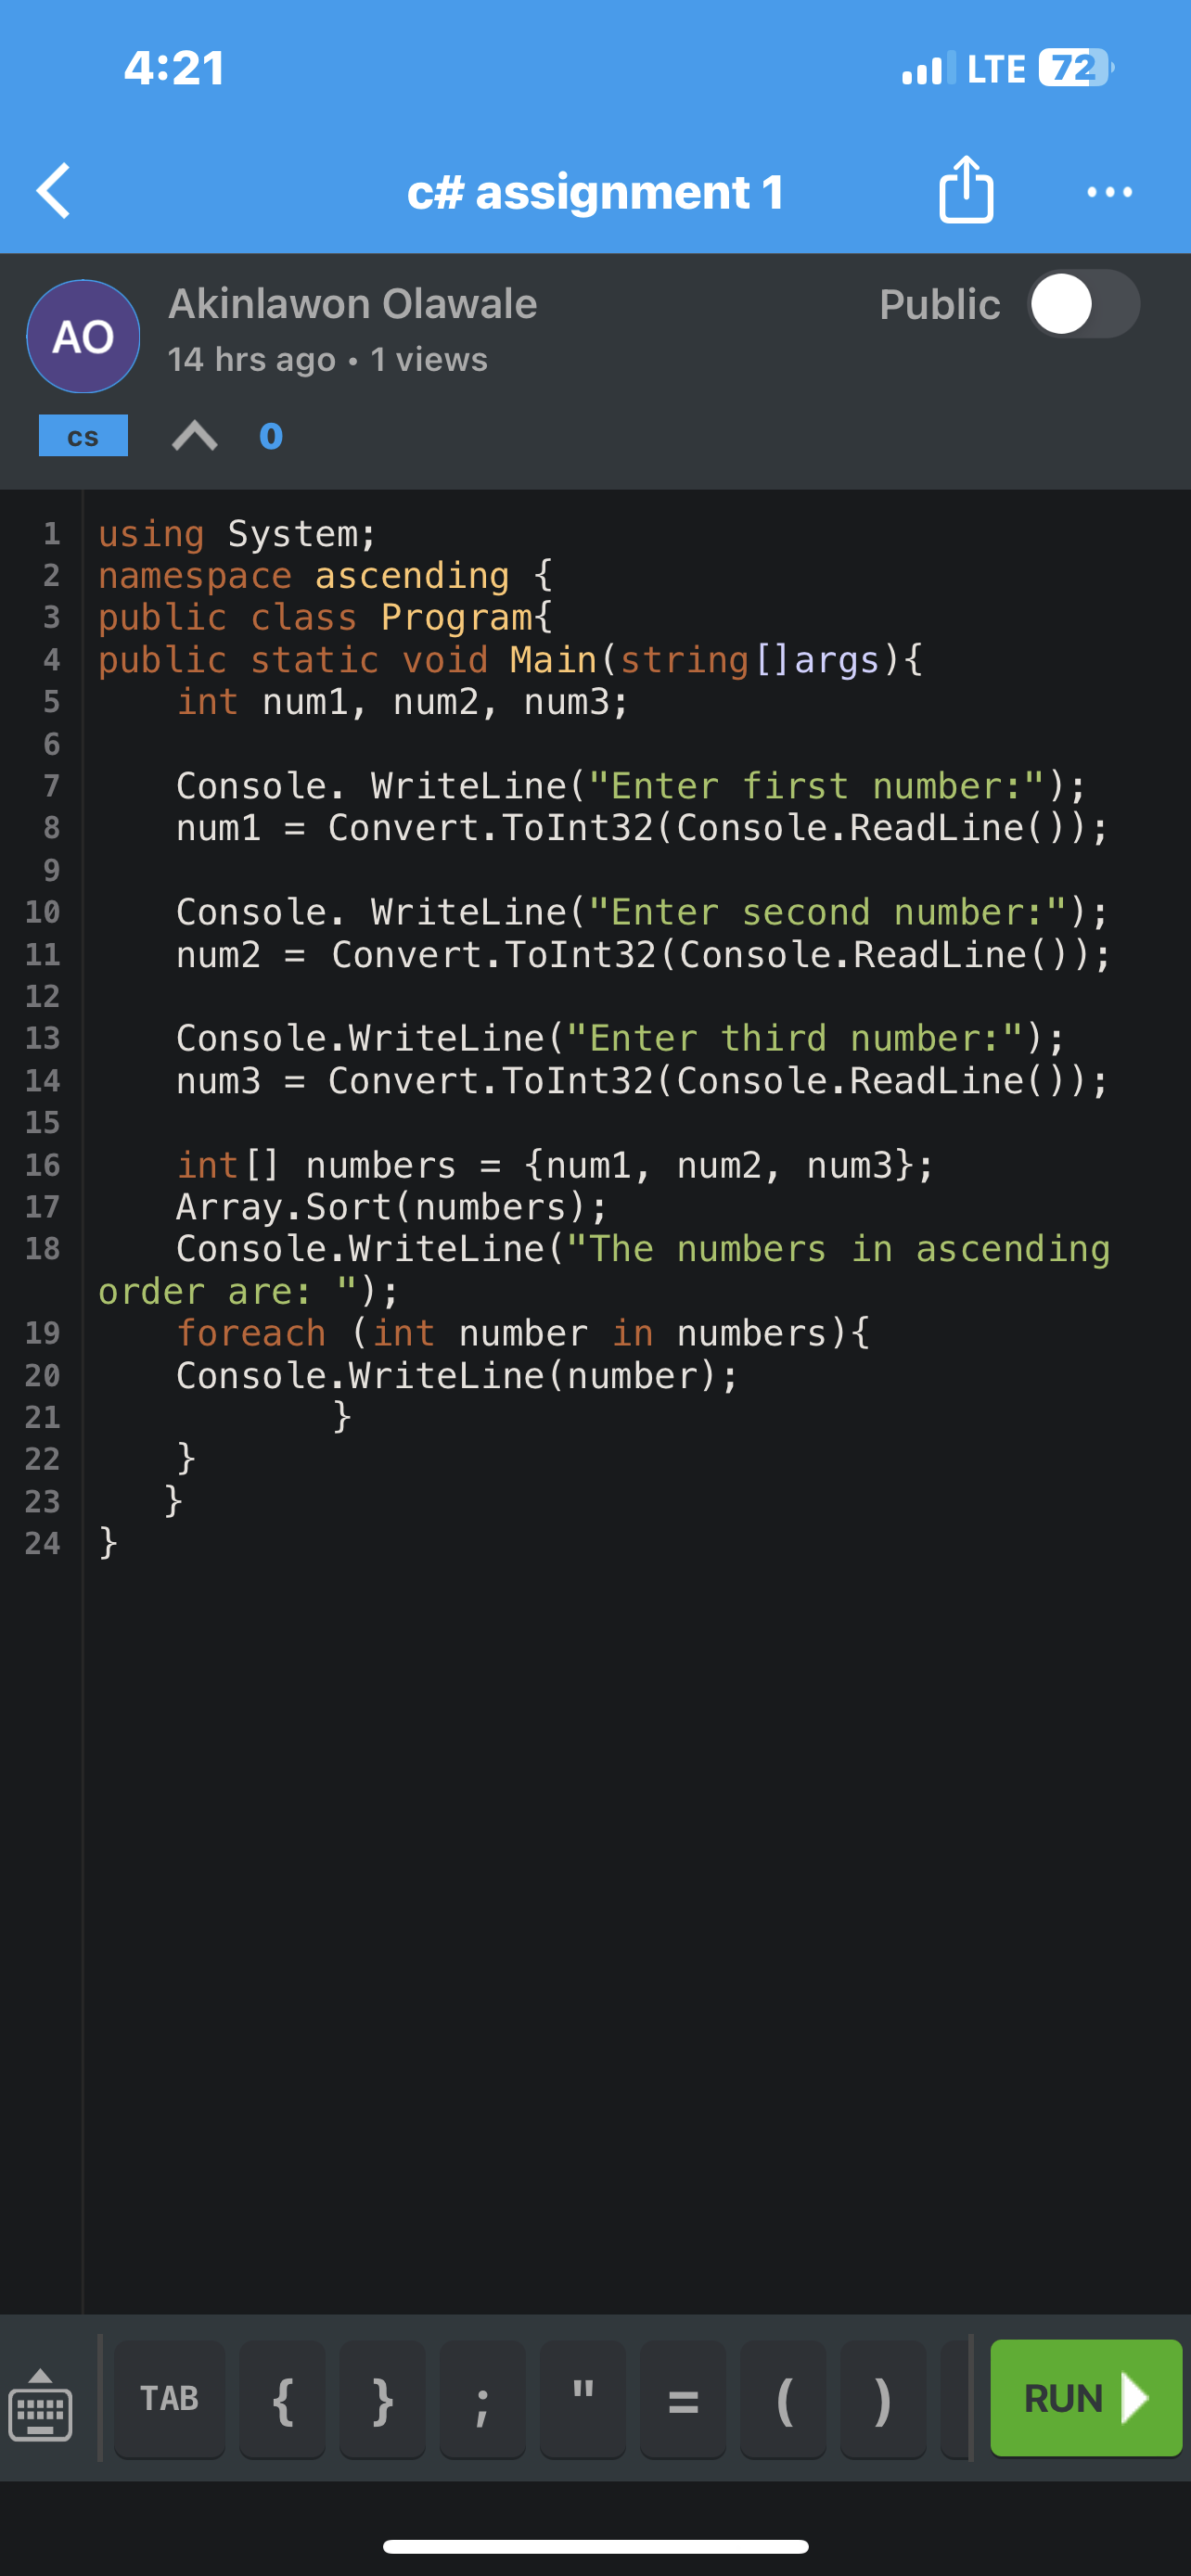 4:21 LTE 72
c# assignment 1
AO Akinlawon Olawale Public
14 hrs ago • 1 views
cs 0
1 using System;
2 namespace ascending {
3 public class Program{
4 public static void Main(string[]args){
5 int num1, num2, num3;
6
7 Console. WriteLine("Enter first number:");
8 num1 = Convert.ToInt32(Console.ReadLine());
9
10 Console. WriteLine("Enter second number:");
11 num2 = Convert.ToInt32(Console.ReadLine());
12
13 Console.WriteLine("Enter third number:");
14 num3 = Convert.ToInt32(Console.ReadLine());
15
16 int[] numbers = {num1, num2, num3};
17 Array.Sort(numbers);
18 Console.WriteLine("The numbers in ascending
order are: ");
19 foreach (int number in numbers){
20 Console.WriteLine(number);
21 }
22 }
23 }
24 }
TAB { } ; " = ( ) RUN